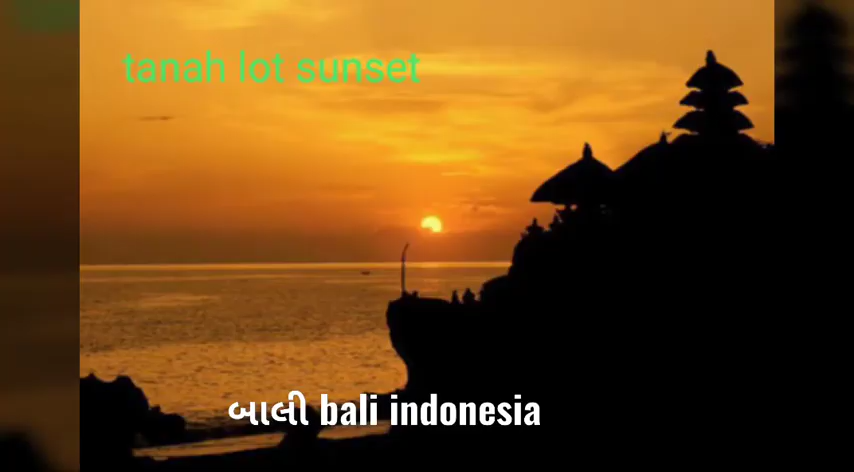 tanah lot sunset
બાલી bali indonesia